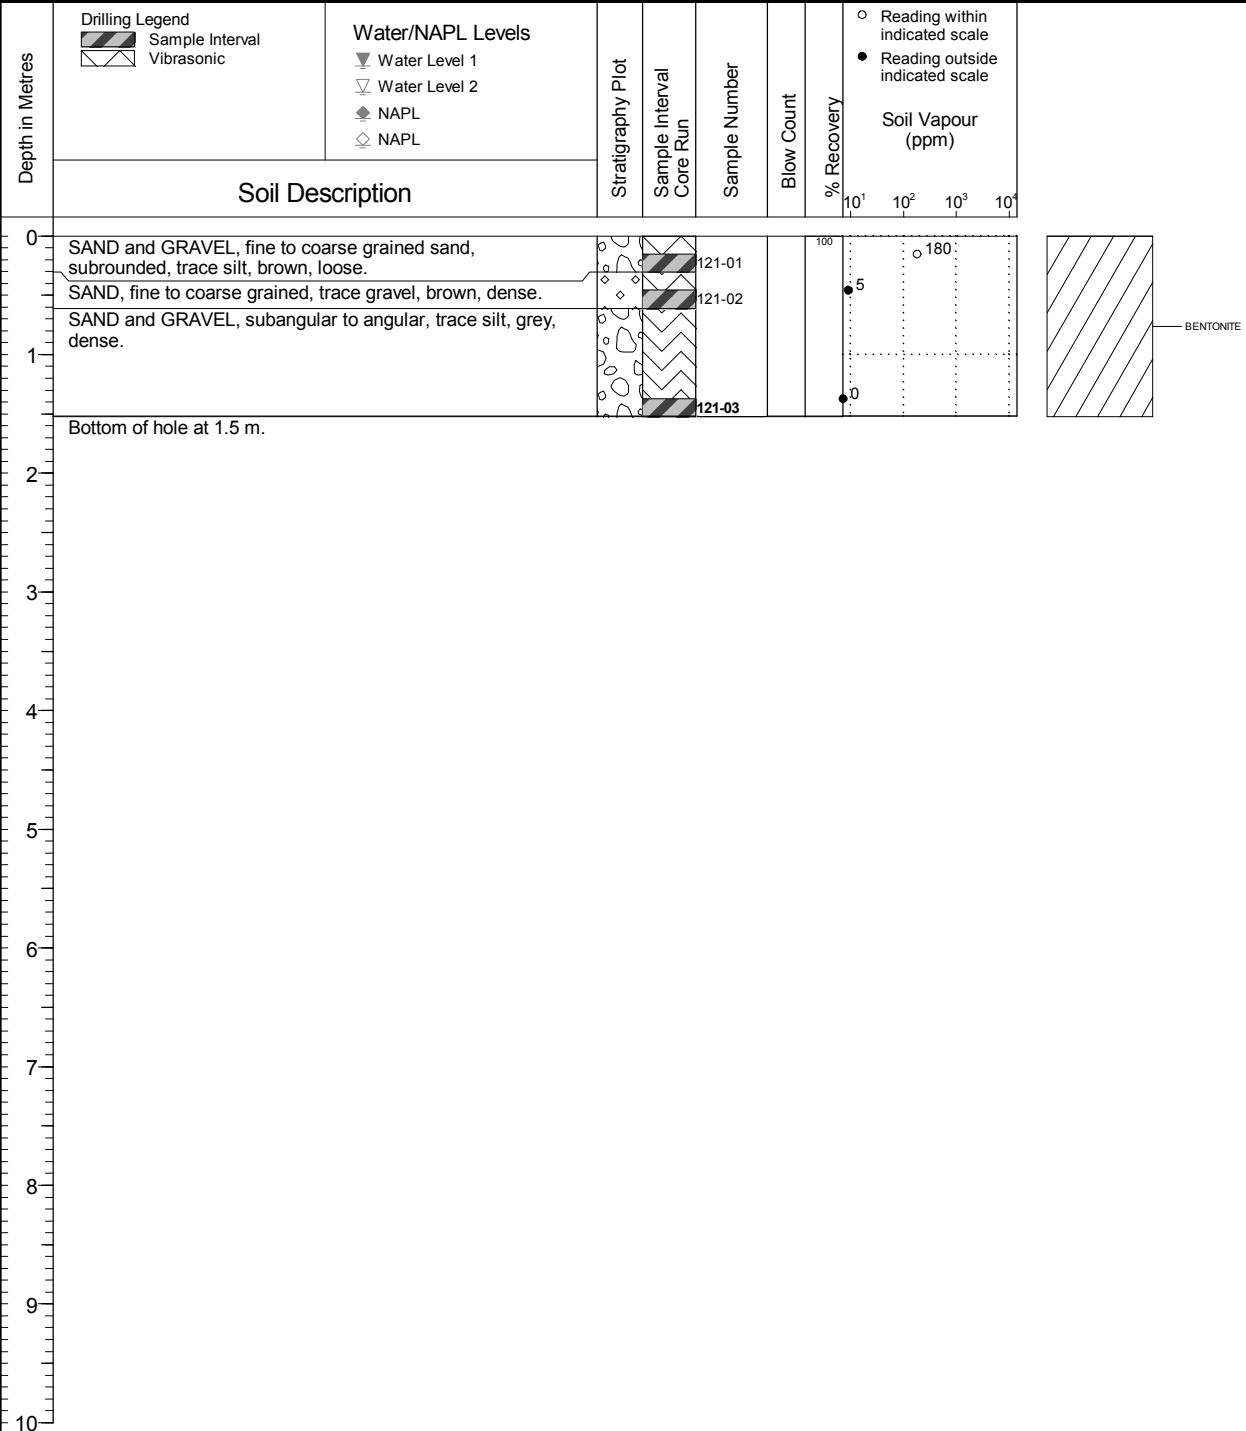 Drilling Legend
Sample Interval
Vibrasonic
Water/NAPL Levels
Water Level 1
Water Level 2
NAPL
NAPL
Depth in Metres
Soil Description
Stratigraphy Plot
Sample Interval
Core Run
Sample Number
Blow Count
% Recovery
Reading within
indicated scale
Reading outside
indicated scale
Soil Vapour
(ppm)
10¹ 10² 10³ 10⁴
0
SAND and GRAVEL, fine to coarse grained sand,
subrounded, trace silt, brown, loose.
SAND, fine to coarse grained, trace gravel, brown, dense.
SAND and GRAVEL, subangular to angular, trace silt, grey,
dense.
Bottom of hole at 1.5 m.
121-01
121-02
121-03
100
180
5
0
BENTONITE
1
2
3
4
5
6
7
8
9
10